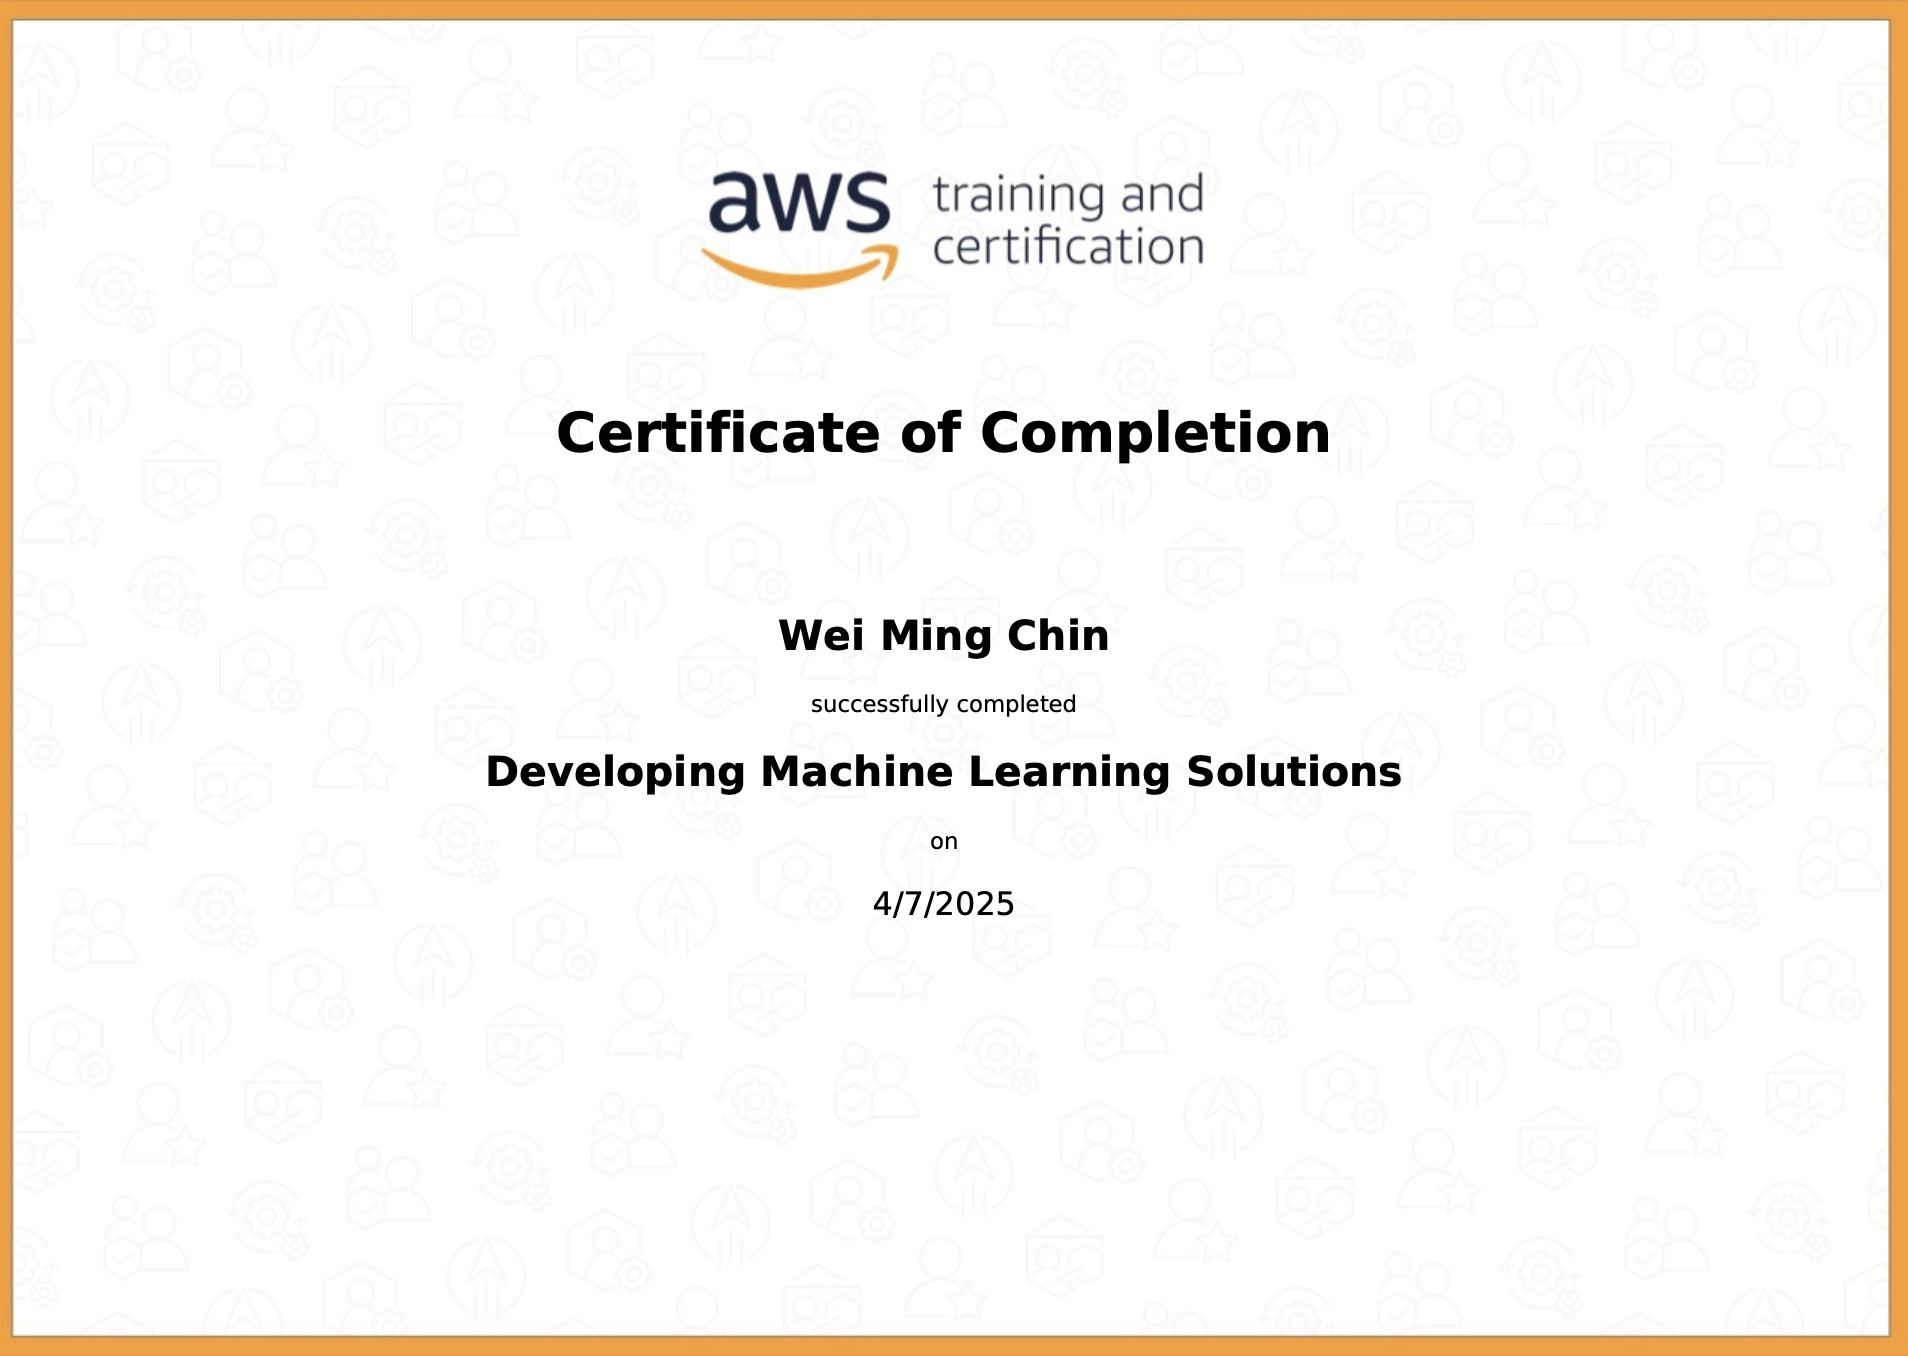 aws training and
certification
Certificate of Completion
Wei Ming Chin
successfully completed
Developing Machine Learning Solutions
on
4/7/2025